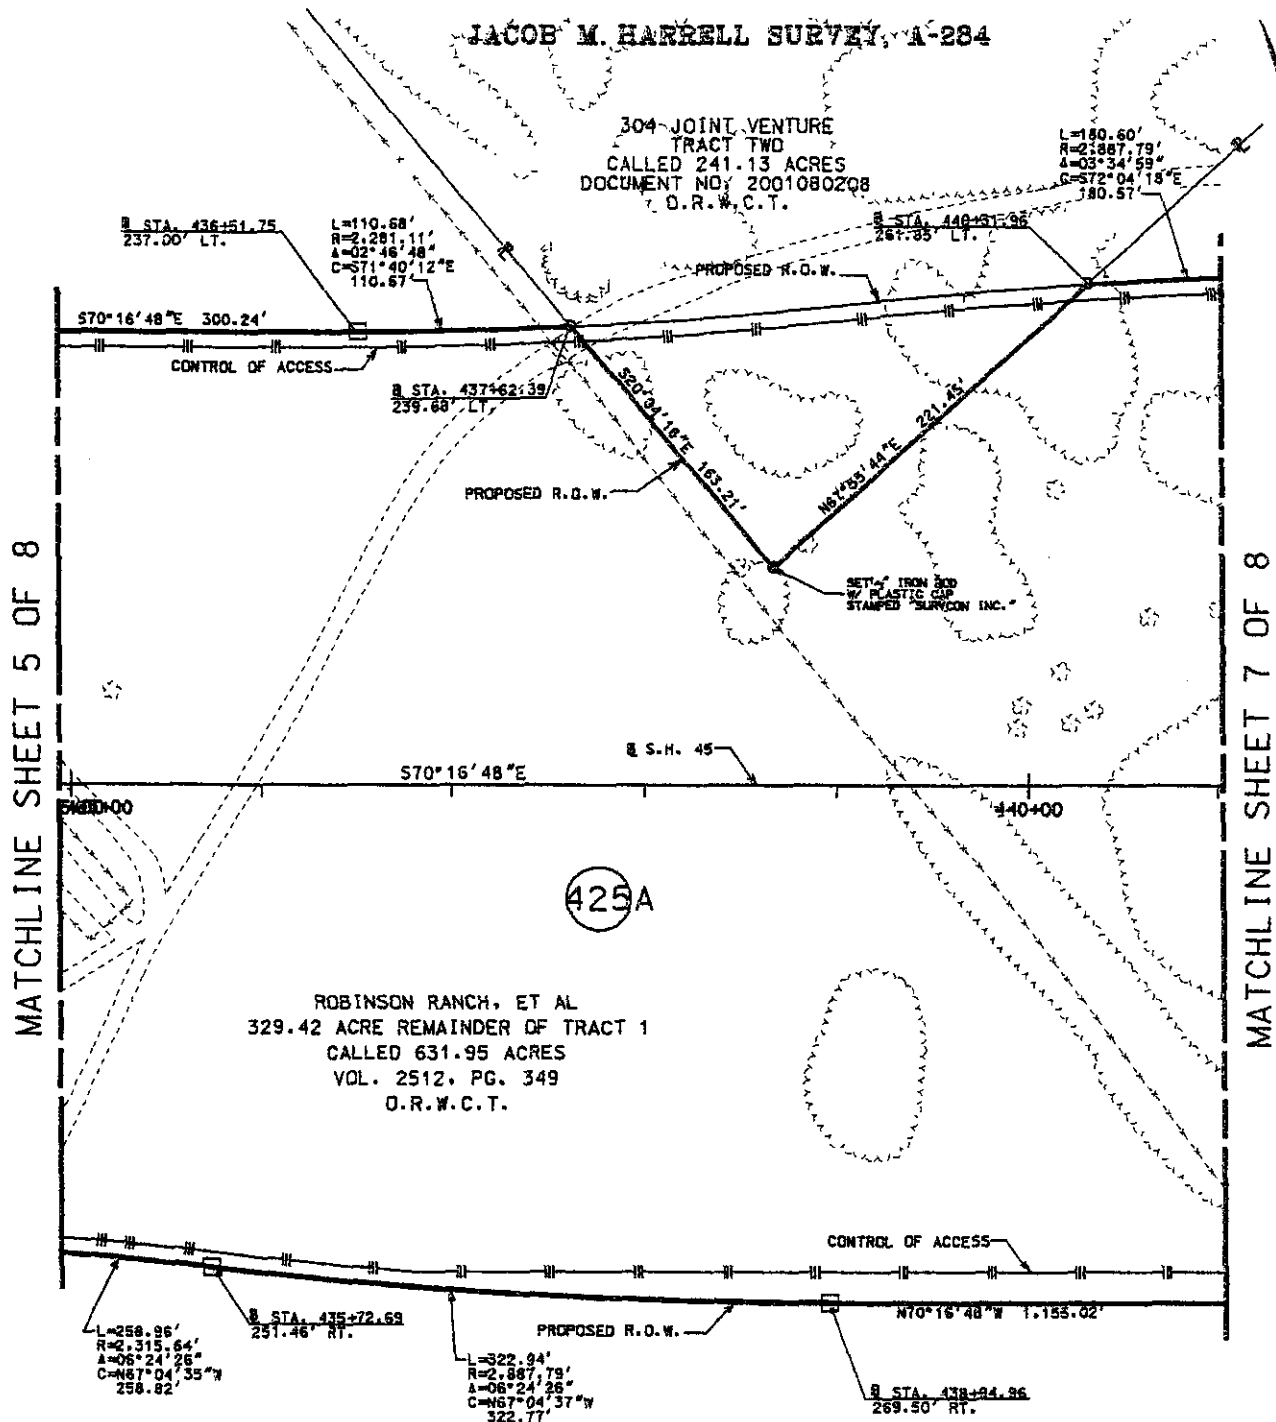 JACOB M. HARRELL SURVEY, A-284
304 JOINT VENTURE
TRACT TWO
CALLED 241.13 ACRES
DOCUMENT NO. 2001080208
O.R.W.C.T.
L=180.60'
R=2,887.79'
Δ=03°34'59"
C=S72°04'18"E
180.57'
STA. 436+51.75
237.00' LT.
L=110.68'
R=2,281.11'
Δ=02°46'48"
C=S71°40'12"E
110.67'
STA. 440+31.96
261.85' LT.
PROPOSED R.O.W.
S70°16'48"E 300.24'
CONTROL OF ACCESS
STA. 437+62.39
239.68' LT.
S20°04'16"E 163.21'
N67°55'44"E 221.45'
PROPOSED R.O.W.
SET ½" IRON ROD
W/ PLASTIC CAP
STAMPED "SURVCON INC."
MATCHLINE SHEET 5 OF 8
MATCHLINE SHEET 7 OF 8
S.H. 45
S70°16'48"E
440+00
425A
ROBINSON RANCH, ET AL
329.42 ACRE REMAINDER OF TRACT 1
CALLED 631.95 ACRES
VOL. 2512, PG. 349
O.R.W.C.T.
CONTROL OF ACCESS
N70°16'48"W 1,155.02'
PROPOSED R.O.W.
STA. 435+72.69
251.46' RT.
L=258.96'
R=2,315.64'
Δ=06°24'26"
C=N67°04'35"W
258.82'
L=322.94'
R=2,887.79'
Δ=06°24'26"
C=N67°04'37"W
322.77'
STA. 438+94.96
269.50' RT.